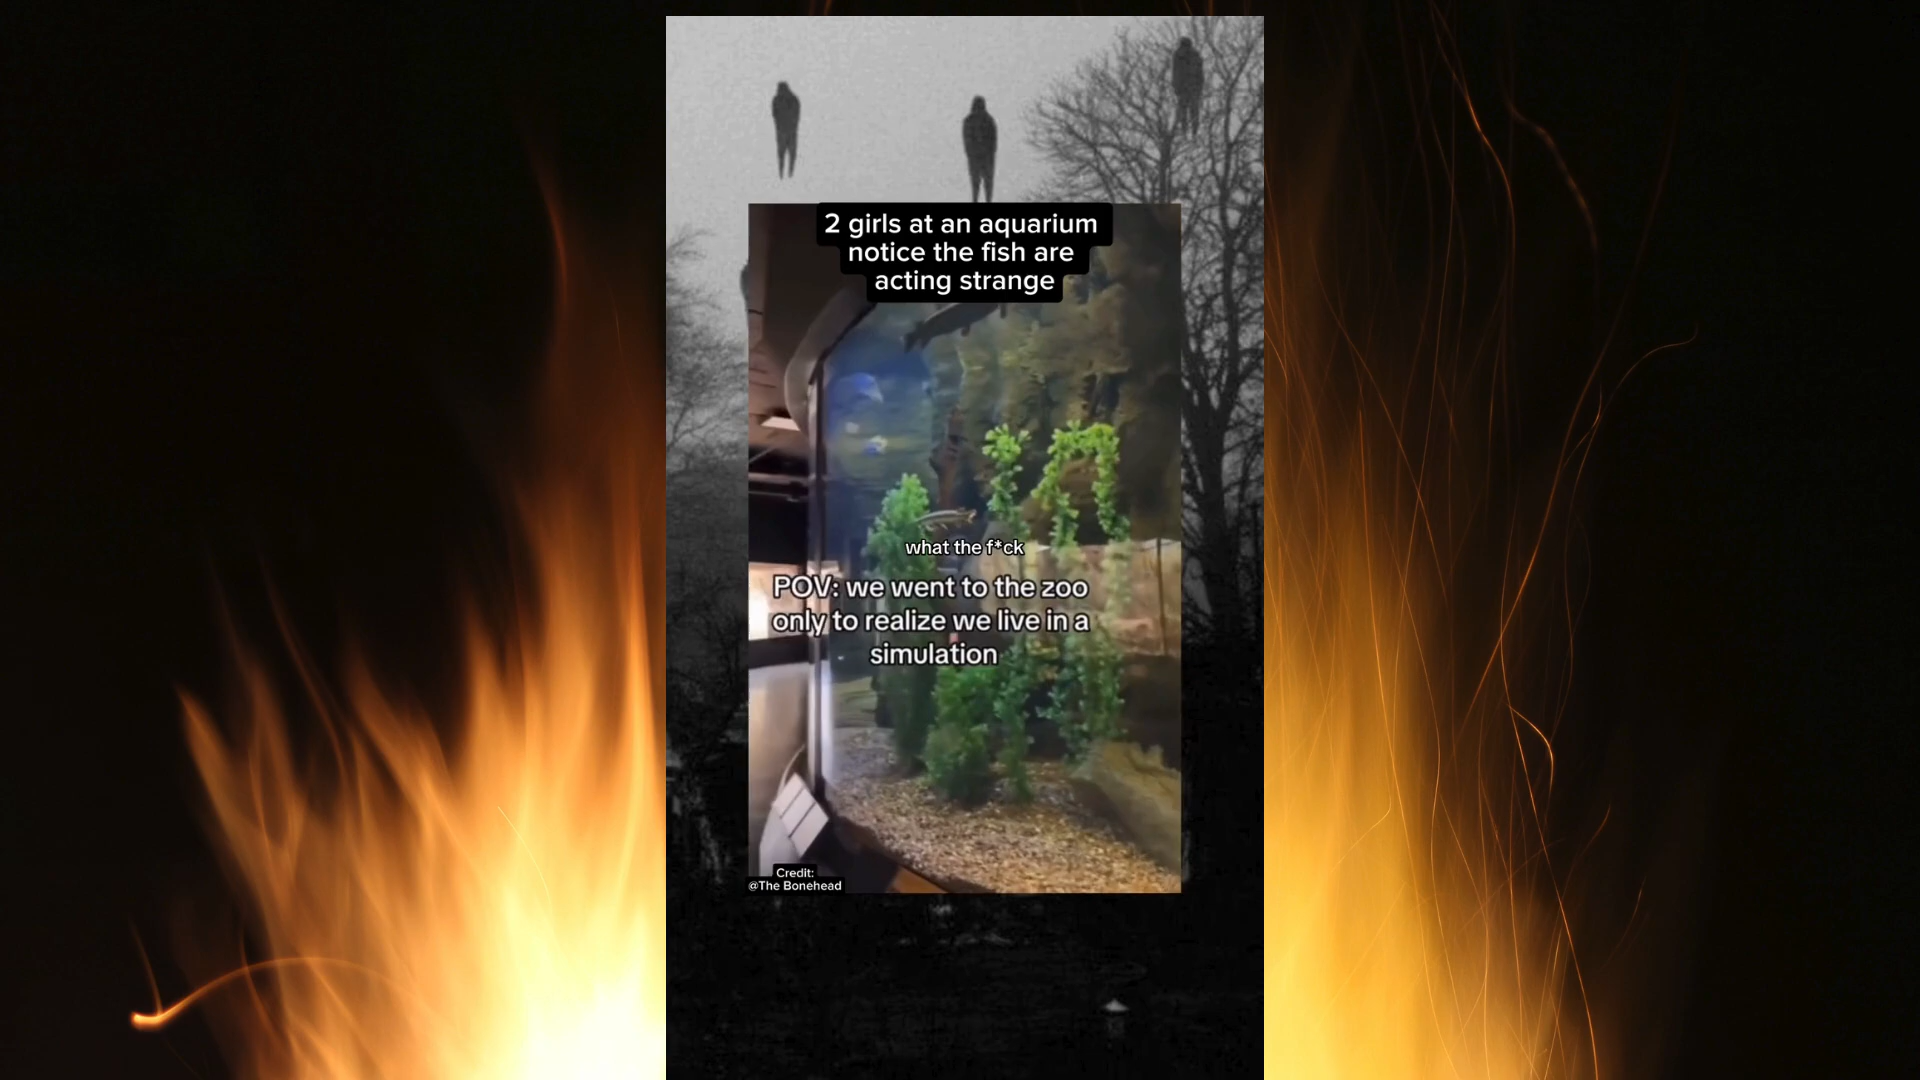 2 girls at an aquarium
notice the fish are
acting strange
what the f*ck
POV: we went to the zoo
only to realize we live in a
simulation
Credit:
@The Bonehead